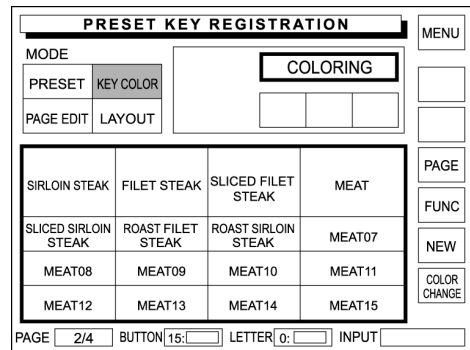 PRESET KEY REGISTRATION
MENU
MODE
PRESET
KEY COLOR
PAGE EDIT
LAYOUT
COLORING
SIRLOIN STEAK
FILET STEAK
SLICED FILET
STEAK
MEAT
SLICED SIRLOIN
STEAK
ROAST FILET
STEAK
ROAST SIRLOIN
STEAK
MEAT07
MEAT08
MEAT09
MEAT10
MEAT11
MEAT12
MEAT13
MEAT14
MEAT15
PAGE
FUNC
NEW
COLOR
CHANGE
PAGE 2/4 BUTTON 15: LETTER 0: INPUT